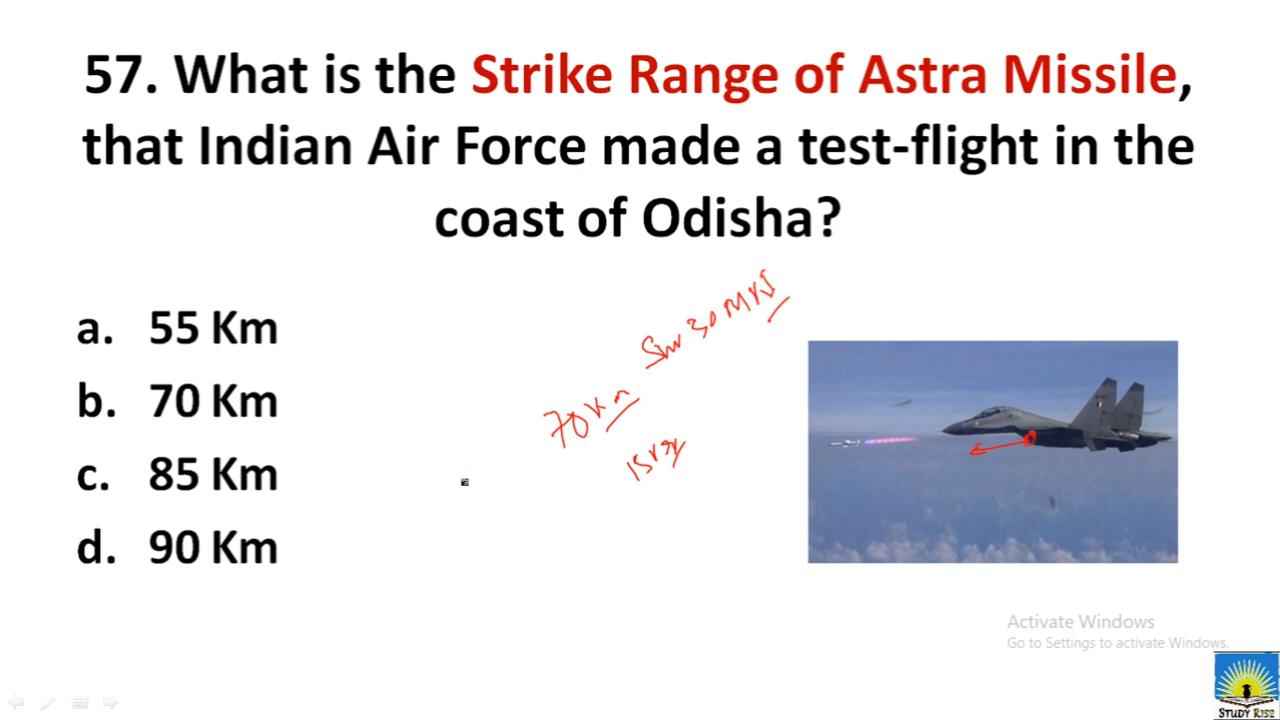 57. What is the Strike Range of Astra Missile,
that Indian Air Force made a test-flight in the
coast of Odisha?
a. 55 Km
b. 70 Km
c. 85 Km
d. 90 Km
30 MKI
70 Km
Activate Windows
Go to Settings to activate Windows.
STUDY RISE